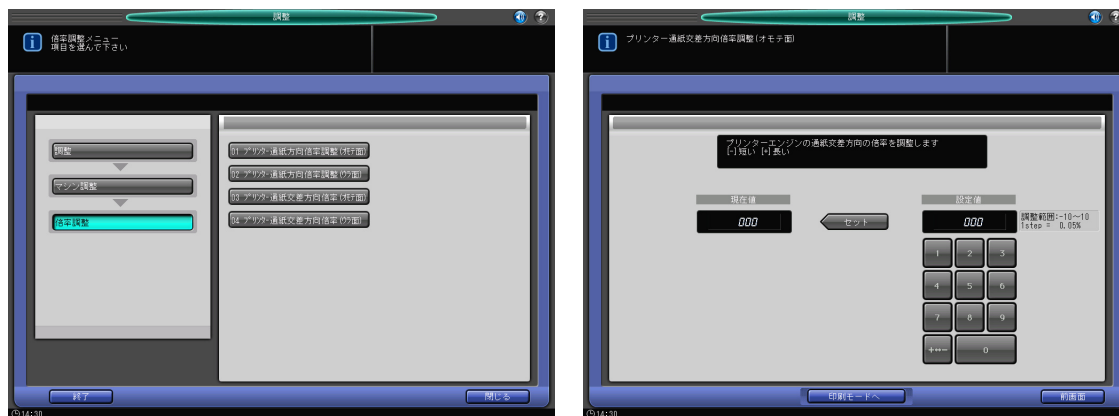 調整
倍率調整メニュー
項目を選んで下さい
調整
マシン調整
倍率調整
01 プリンター通紙方向倍率調整(オモテ面)
02 プリンター通紙方向倍率調整(ウラ面)
03 プリンター通紙交差方向倍率(オモテ面)
04 プリンター通紙交差方向倍率(ウラ面)
終了
閉じる
14:30
調整
プリンター通紙交差方向倍率調整(オモテ面)
プリンターエンジンの通紙交差方向の倍率を調整します
[-]短い [+]長い
現在値
設定値
000
セット
000
調整範囲:-10〜10
1step = 0.05%
1 2 3
4 5 6
7 8 9
+↔- 0
印刷モードへ
前画面
14:30